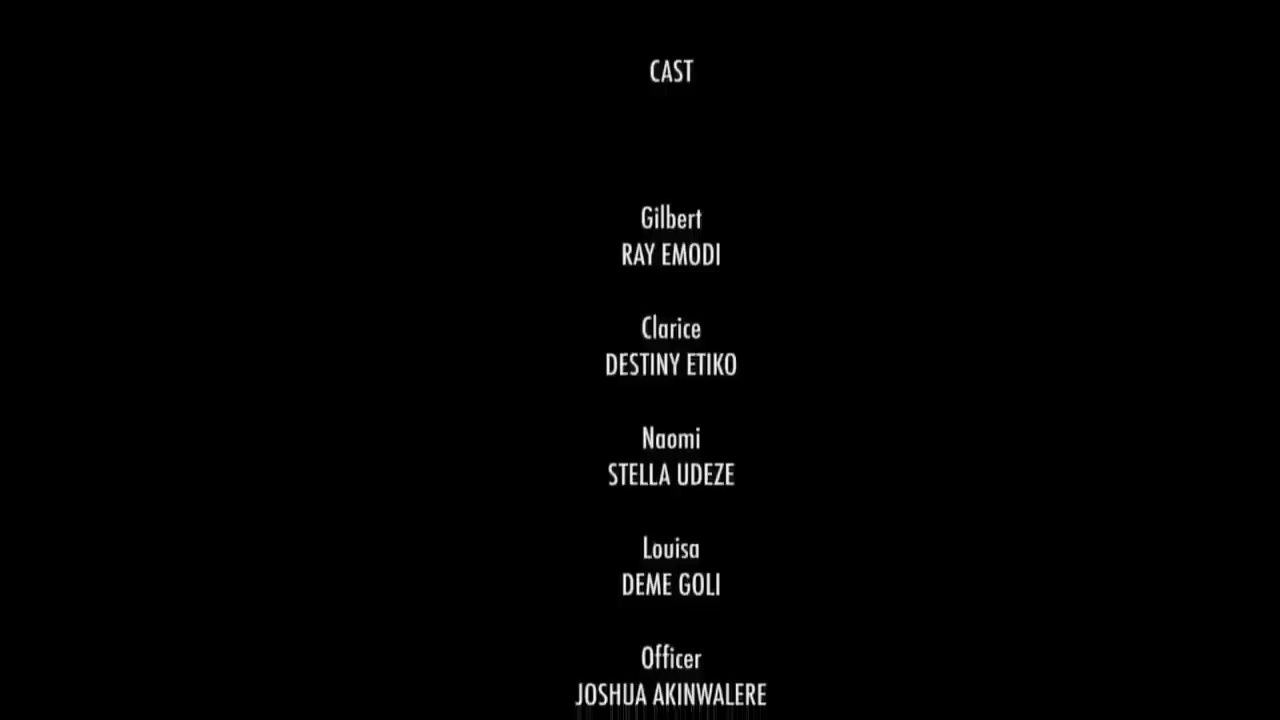 CAST
Gilbert
RAY EMODI
Clarice
DESTINY ETIKO
Naomi
STELLA UDEZE
Louisa
DEME GOLI
Officer
JOSHUA AKINWALERE